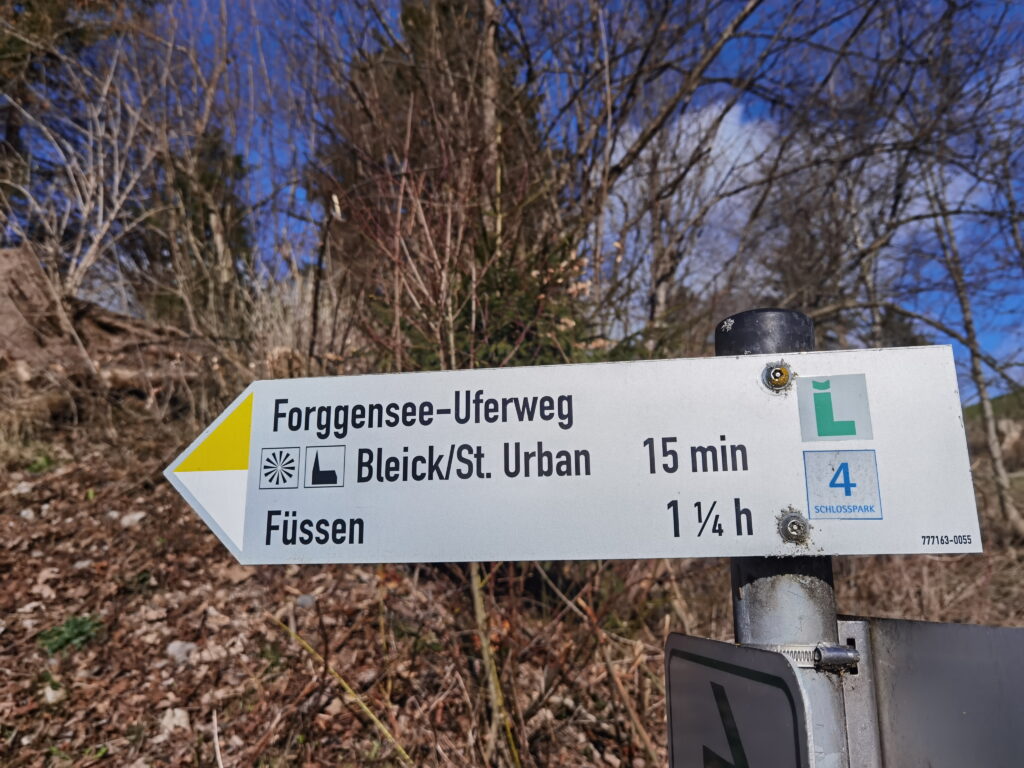 Forggensee-Uferweg
Bleick/St. Urban 15 min
Füssen 1 ¼ h
L
4
SCHLOSSPARK
777163-0055